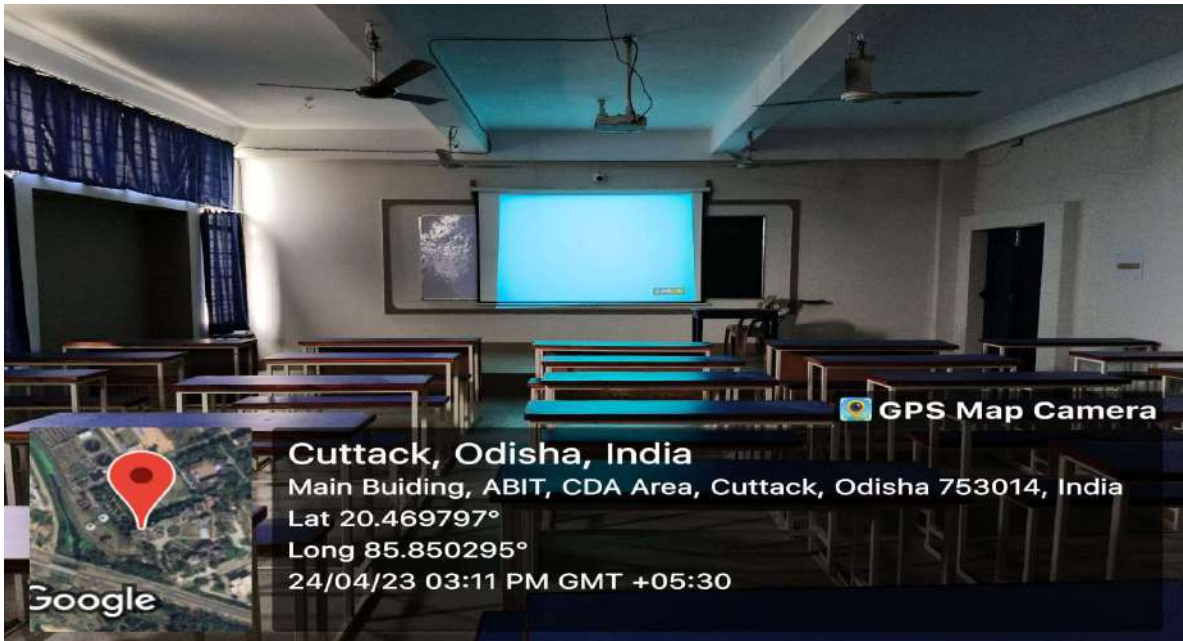 GPS Map Camera
Cuttack, Odisha, India
Main Buiding, ABIT, CDA Area, Cuttack, Odisha 753014, India
Lat 20.469797°
Long 85.850295°
24/04/23 03:11 PM GMT +05:30
Google